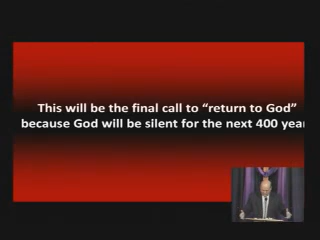 This will be the final call to “return to God”
because God will be silent for the next 400 year